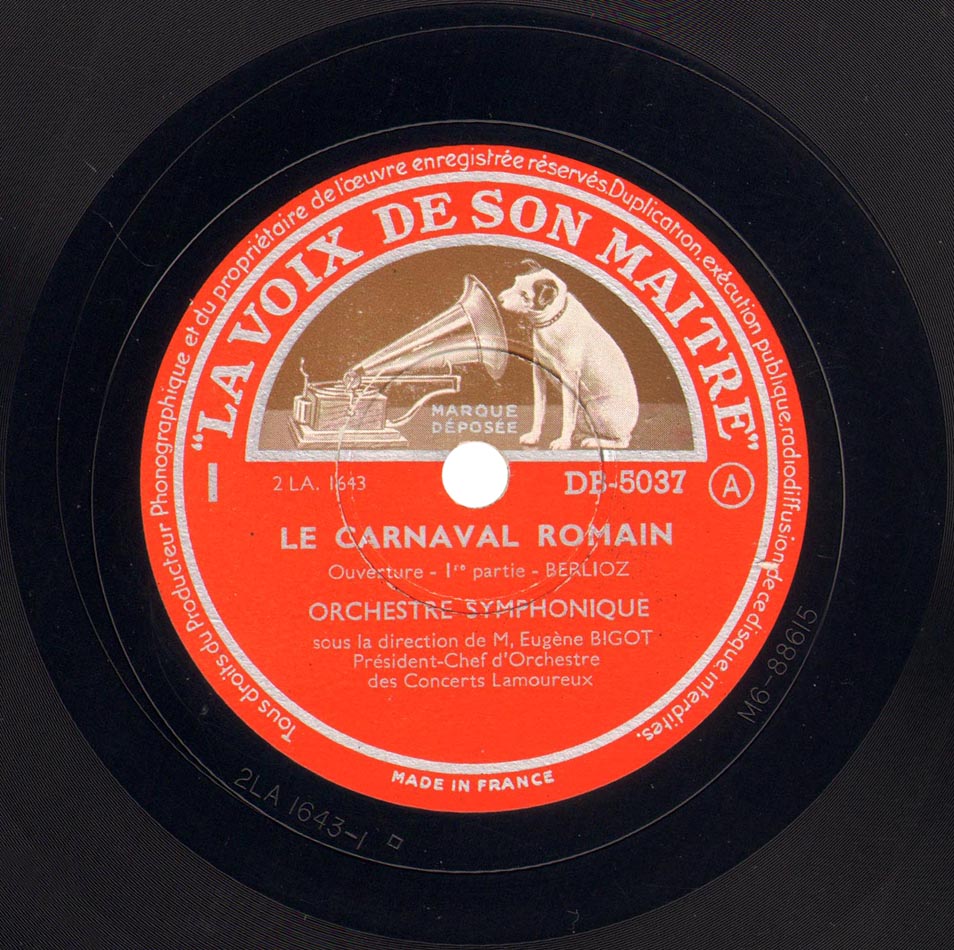 Tous droits du Producteur Phonographique et du propriétaire de l'œuvre enregistrée réservés. Duplication, exécution publique, radiodiffusion de ce disque interdites.
"LA VOIX DE SON MAITRE"
MARQUE
DÉPOSÉE
I 2 LA. 1643 DB-5037 A
LE CARNAVAL ROMAIN
Ouverture - 1re partie - BERLIOZ
ORCHESTRE SYMPHONIQUE
sous la direction de M, Eugène BIGOT
Président-Chef d'Orchestre
des Concerts Lamoureux
MADE IN FRANCE
2LA 1643-1
M6-88615